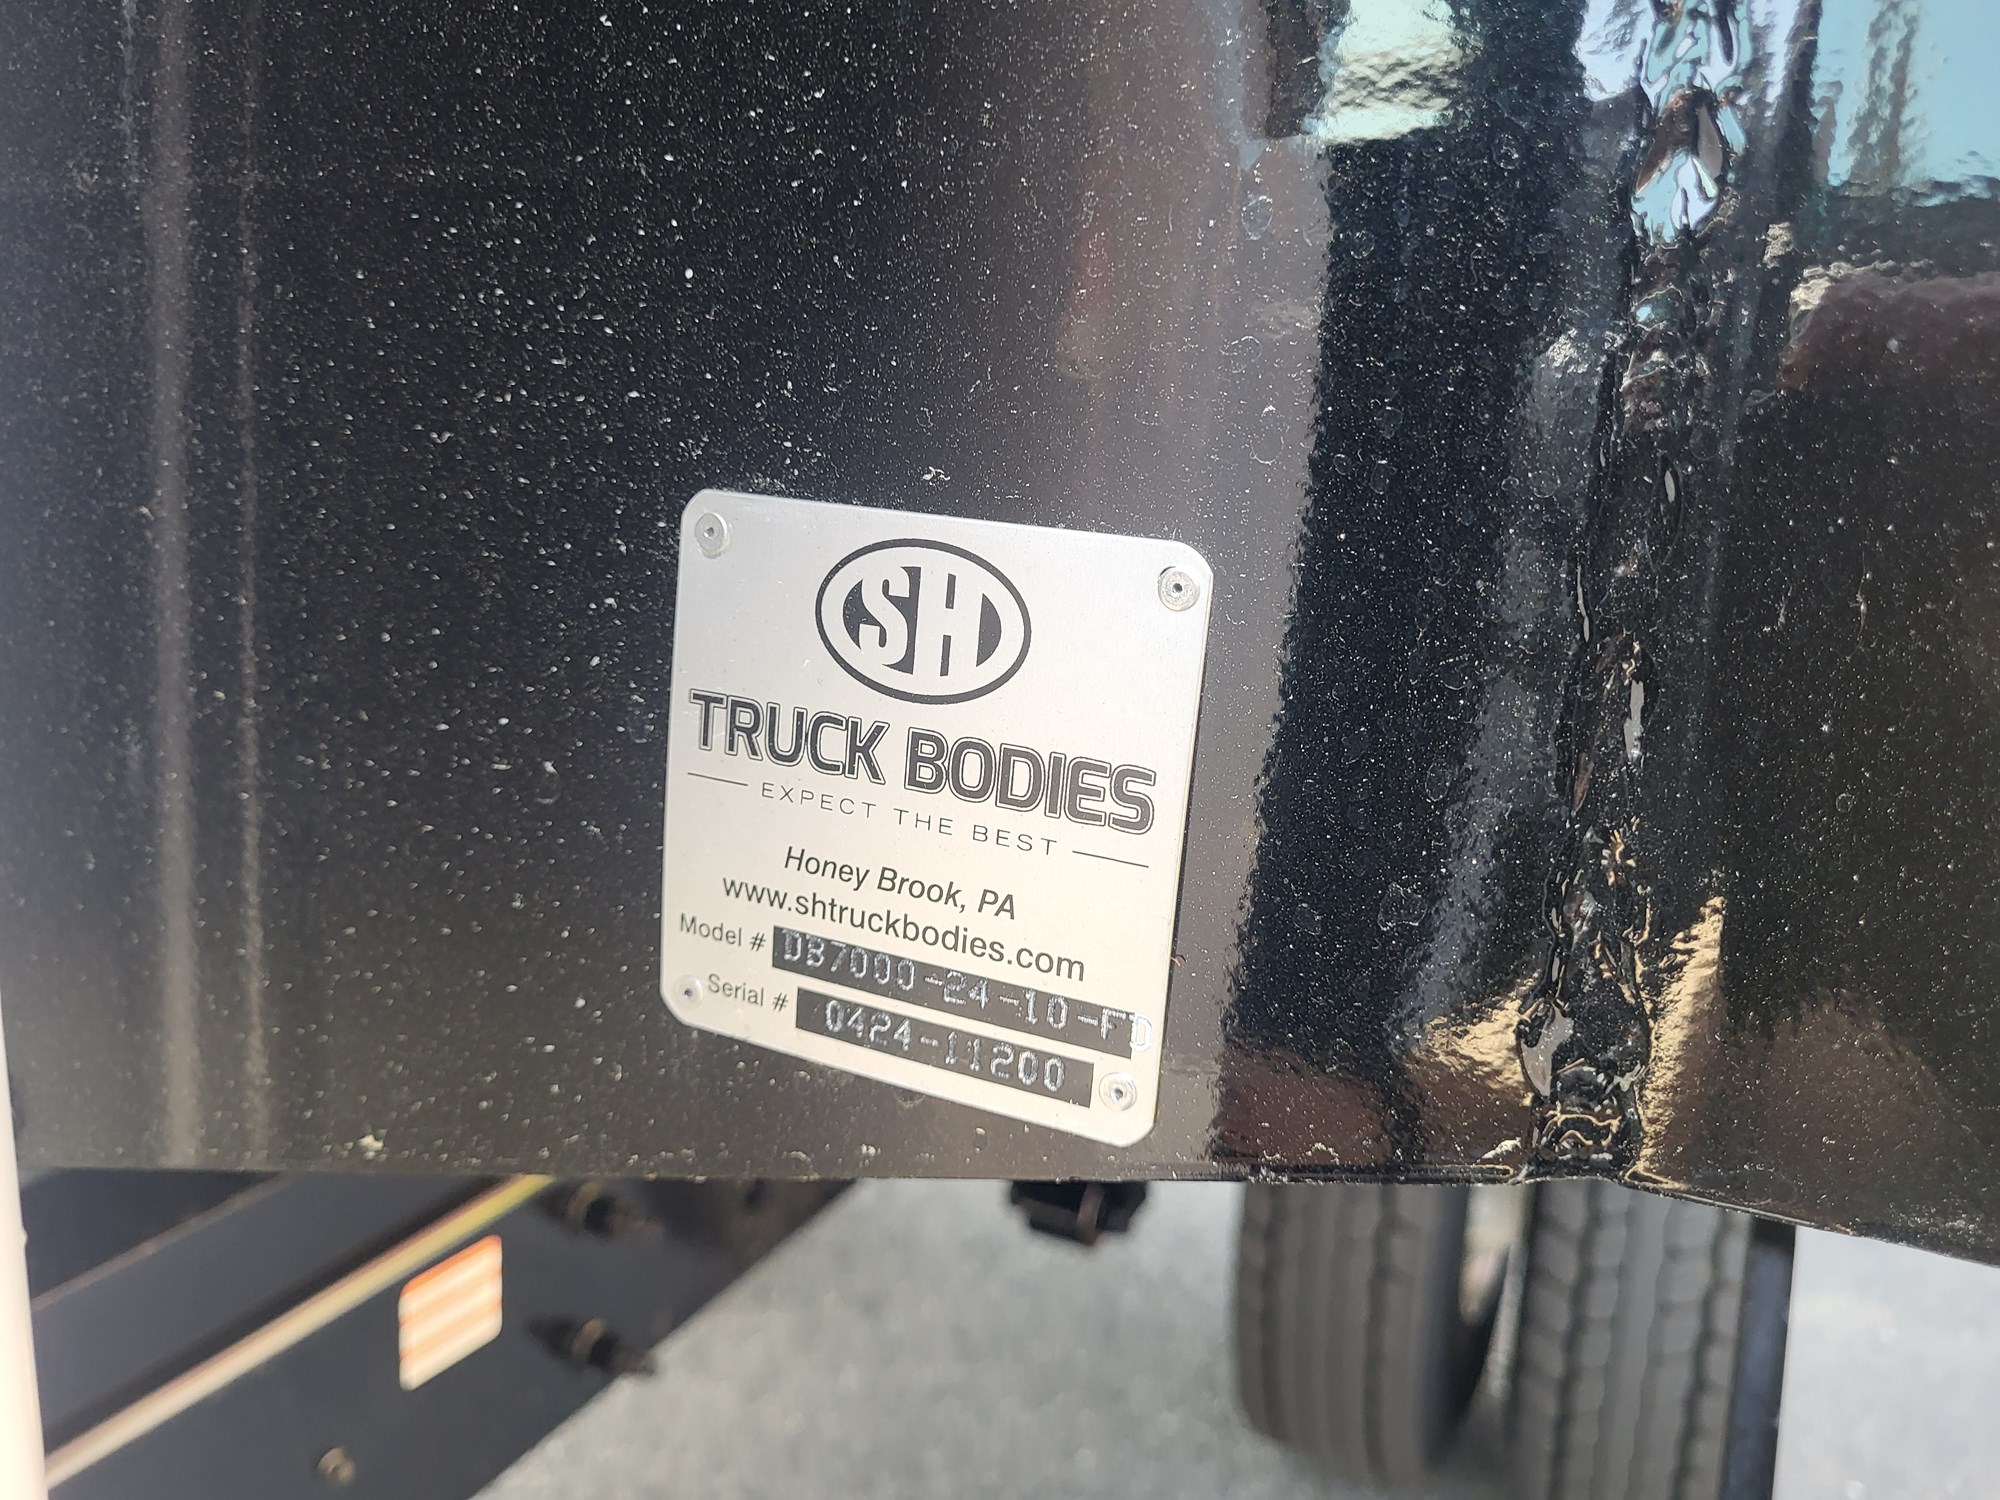 SH
TRUCK BODIES
EXPECT THE BEST
Honey Brook, PA
www.shtruckbodies.com
Model # DB7000-24-10-FD
Serial # 0424-11200